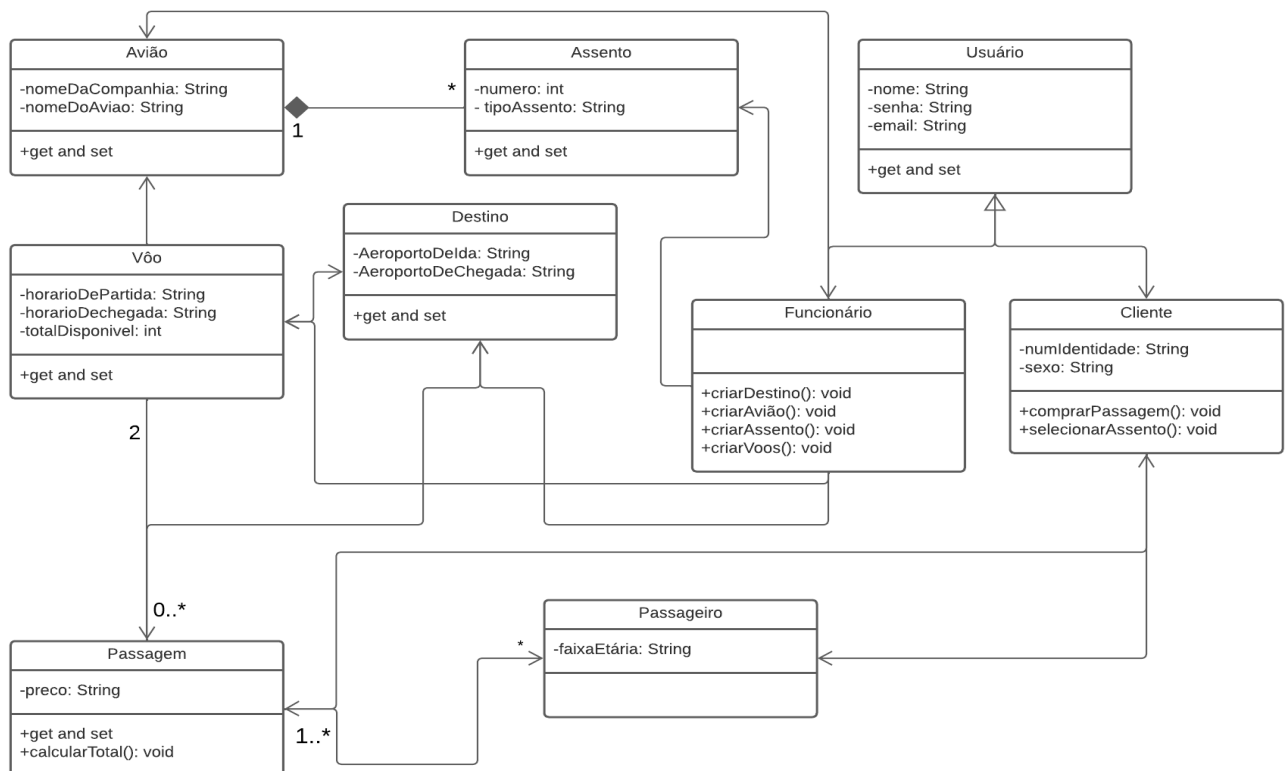 Avião
-nomeDaCompanhia: String
-nomeDoAviao: String
+get and set
1
*
Assento
-numero: int
- tipoAssento: String
+get and set
Usuário
-nome: String
-senha: String
-email: String
+get and set
Vôo
-horarioDePartida: String
-horarioDechegada: String
-totalDisponivel: int
+get and set
2
0..*
Destino
-AeroportoDeIda: String
-AeroportoDeChegada: String
+get and set
Funcionário
+criarDestino(): void
+criarAvião(): void
+criarAssento(): void
+criarVoos(): void
Cliente
-numIdentidade: String
-sexo: String
+comprarPassagem(): void
+selecionarAssento(): void
Passagem
-preco: String
+get and set
+calcularTotal(): void
1..*
*
Passageiro
-faixaEtária: String